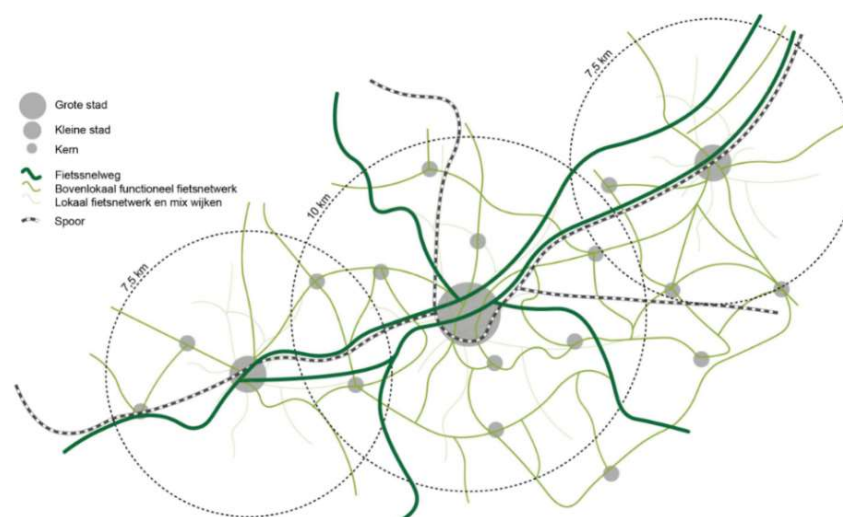 7,5 km
Grote stad
Kleine stad
Kern
Fietssnelweg
Bovenlokaal functioneel fietsnetwerk
Lokaal fietsnetwerk en mix wijken
Spoor
10 km
7,5 km